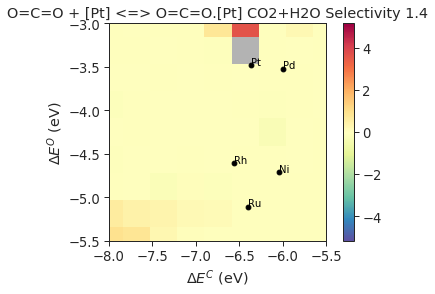 O=C=O + [Pt] <=> O=C=O.[Pt] CO2+H2O Selectivity 1.4
−3.0
−3.5
−4.0
−4.5
−5.0
−5.5
ΔE^O (eV)
Pt
Pd
Rh
Ni
Ru
−8.0 −7.5 −7.0 −6.5 −6.0 −5.5
ΔE^C (eV)
4
2
0
−2
−4